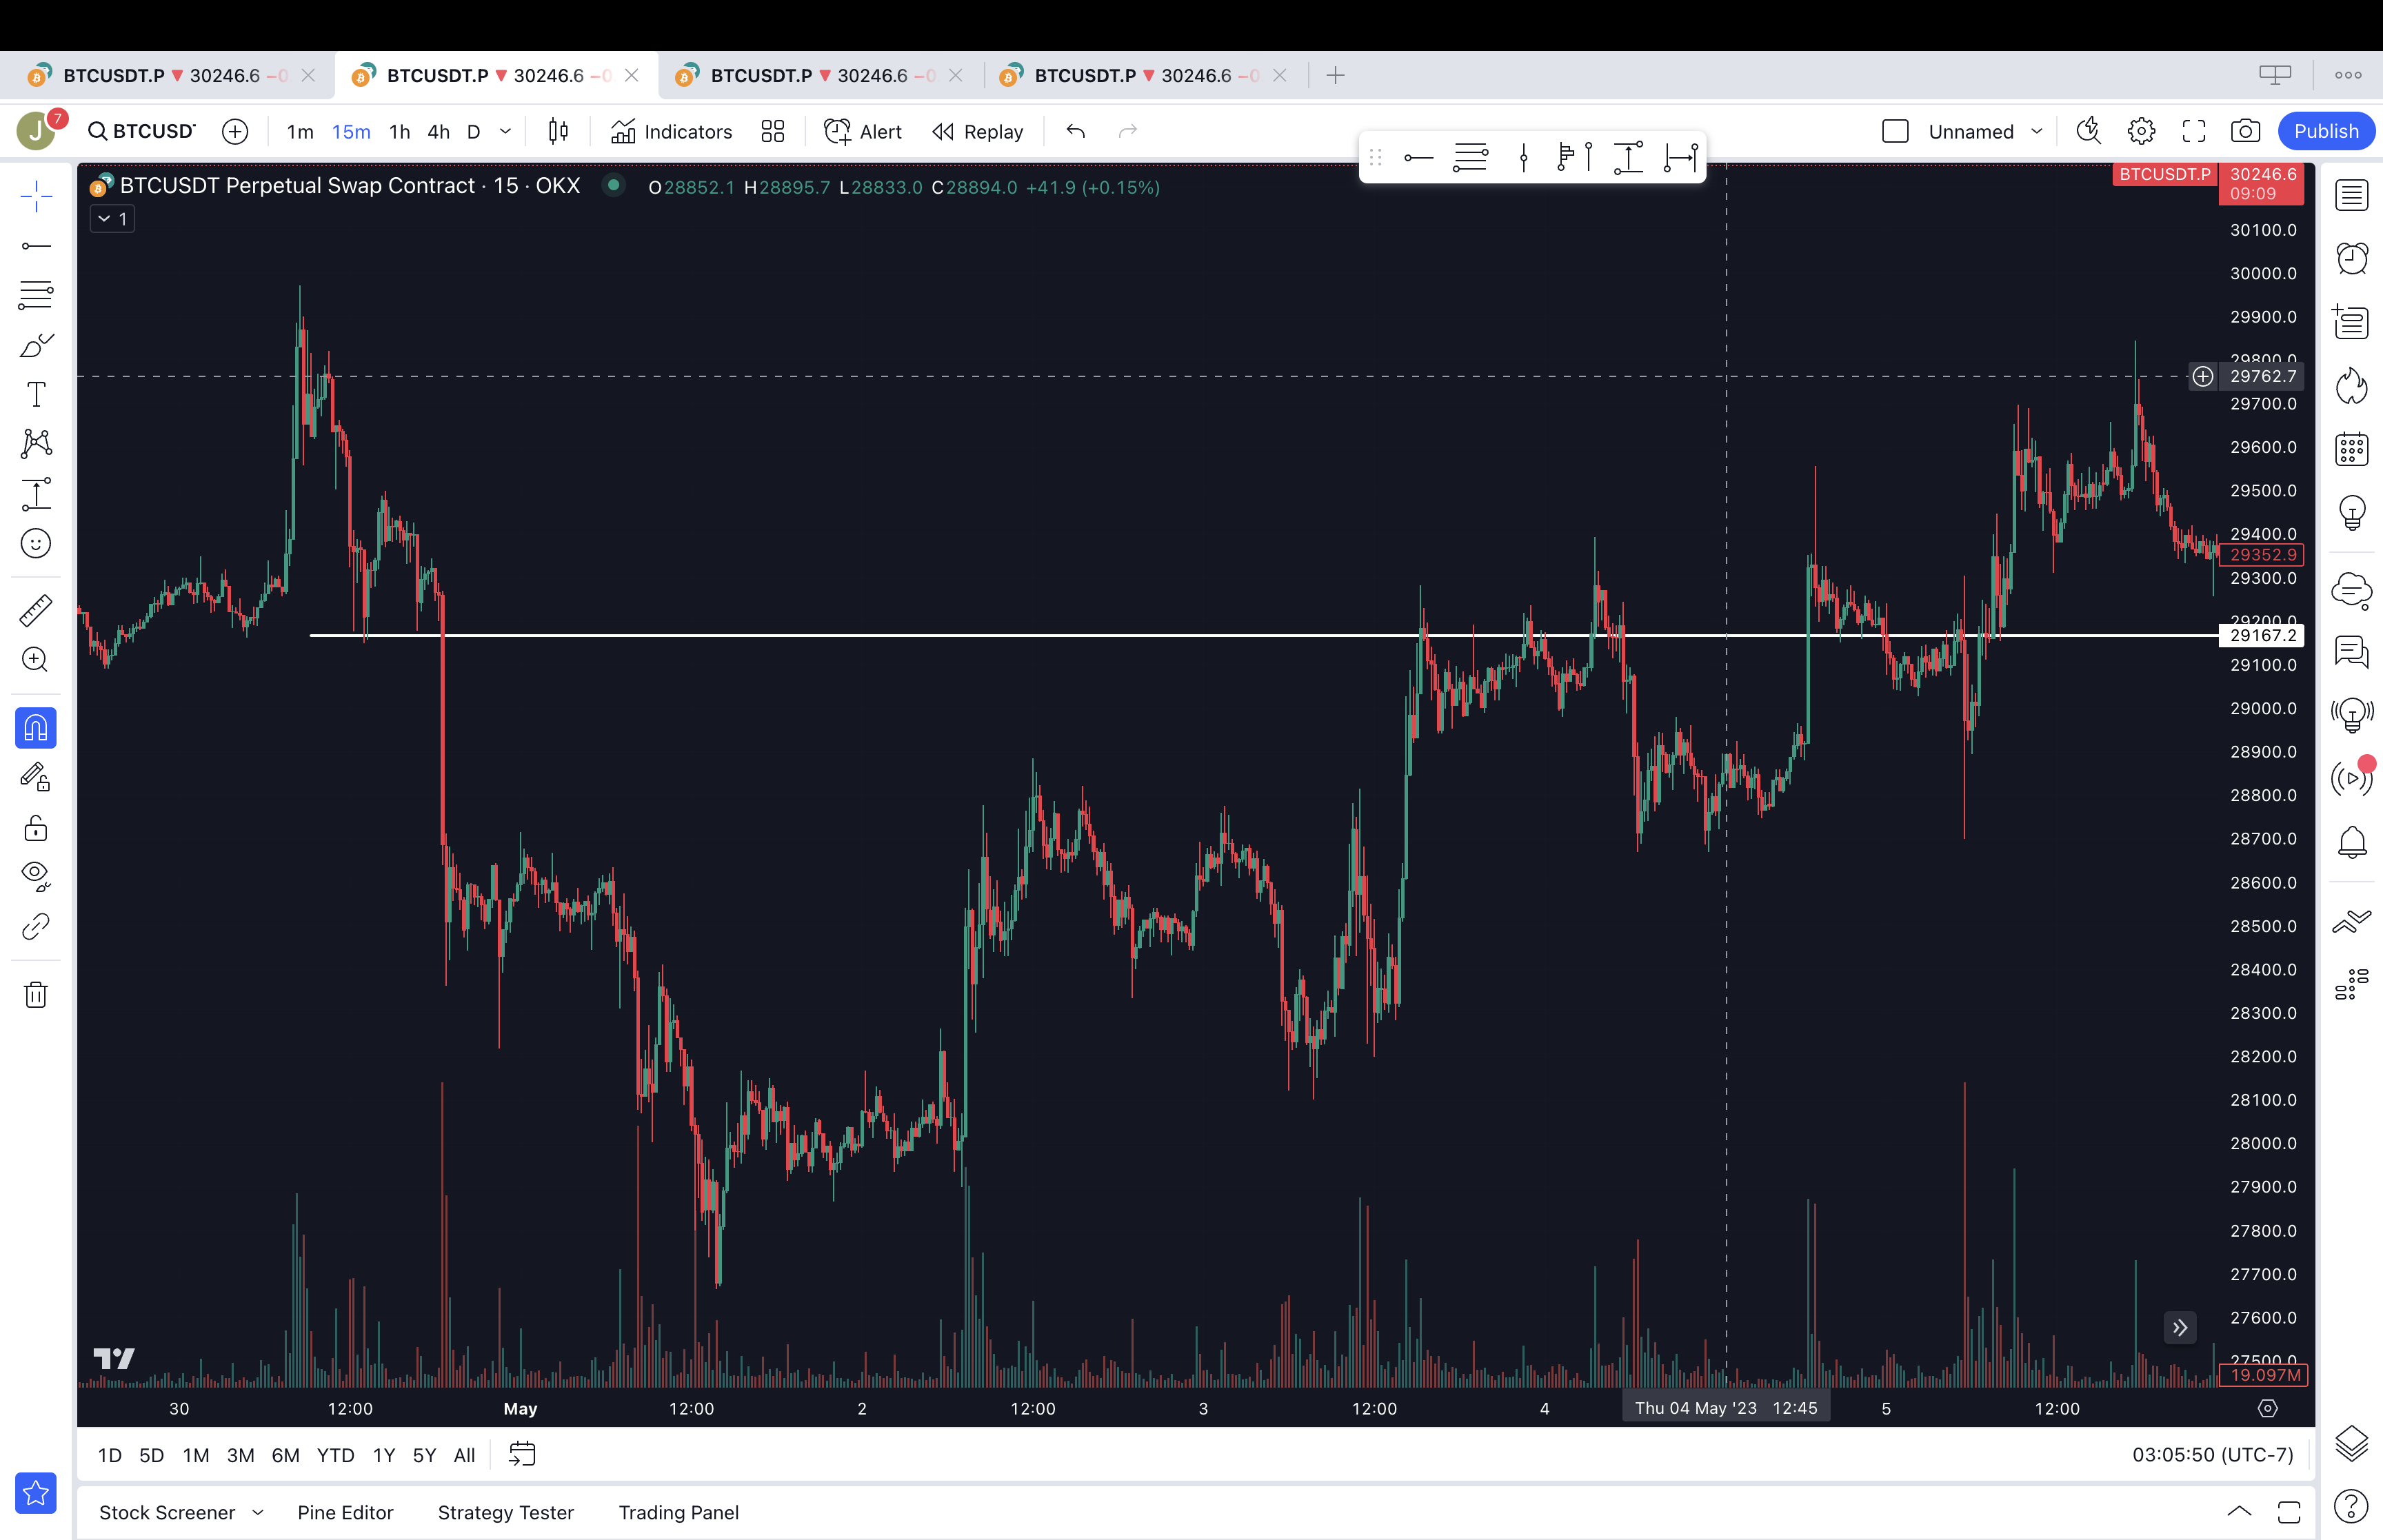 BTCUSDT.P ▼ 30246.6 −0
BTCUSDT.P ▼ 30246.6 −0
BTCUSDT.P ▼ 30246.6 −0
BTCUSDT.P ▼ 30246.6 −0
J 7 BTCUSD 1m 15m 1h 4h D Indicators Alert Replay Unnamed Publish
BTCUSDT Perpetual Swap Contract · 15 · OKX O28852.1 H28895.7 L28833.0 C28894.0 +41.9 (+0.15%)
1
BTCUSDT.P 30246.6
09:09
30100.0
30000.0
29900.0
29800.0
29762.7
29700.0
29600.0
29500.0
29400.0
29352.9
29300.0
29200.0
29167.2
29100.0
29000.0
28900.0
28800.0
28700.0
28600.0
28500.0
28400.0
28300.0
28200.0
28100.0
28000.0
27900.0
27800.0
27700.0
27600.0
27500.0
19.097M
30 12:00 May 12:00 2 12:00 3 12:00 4 Thu 04 May '23 12:45 5 12:00
1D 5D 1M 3M 6M YTD 1Y 5Y All 03:05:50 (UTC-7)
Stock Screener Pine Editor Strategy Tester Trading Panel